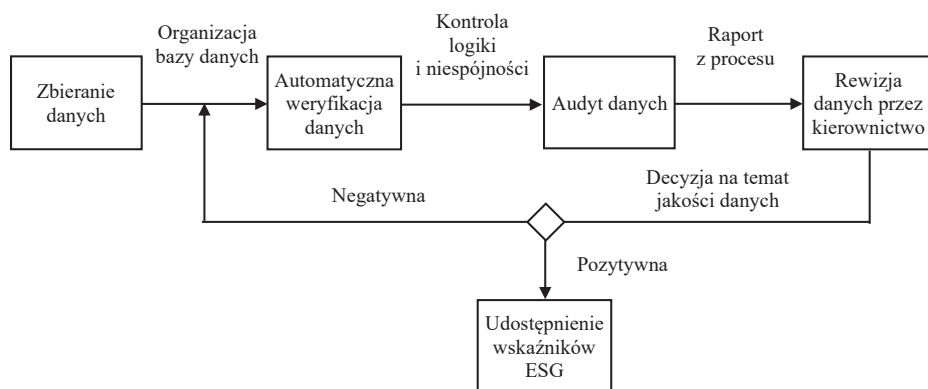 Organizacja
bazy danych
Kontrola
logiki
i niespójności
Raport
z procesu
Zbieranie
danych
Automatyczna
weryfikacja
danych
Audyt danych
Rewizja
danych przez
kierownictwo
Negatywna
Decyzja na temat
jakości danych
Pozytywna
Udostępnienie
wskaźników
ESG